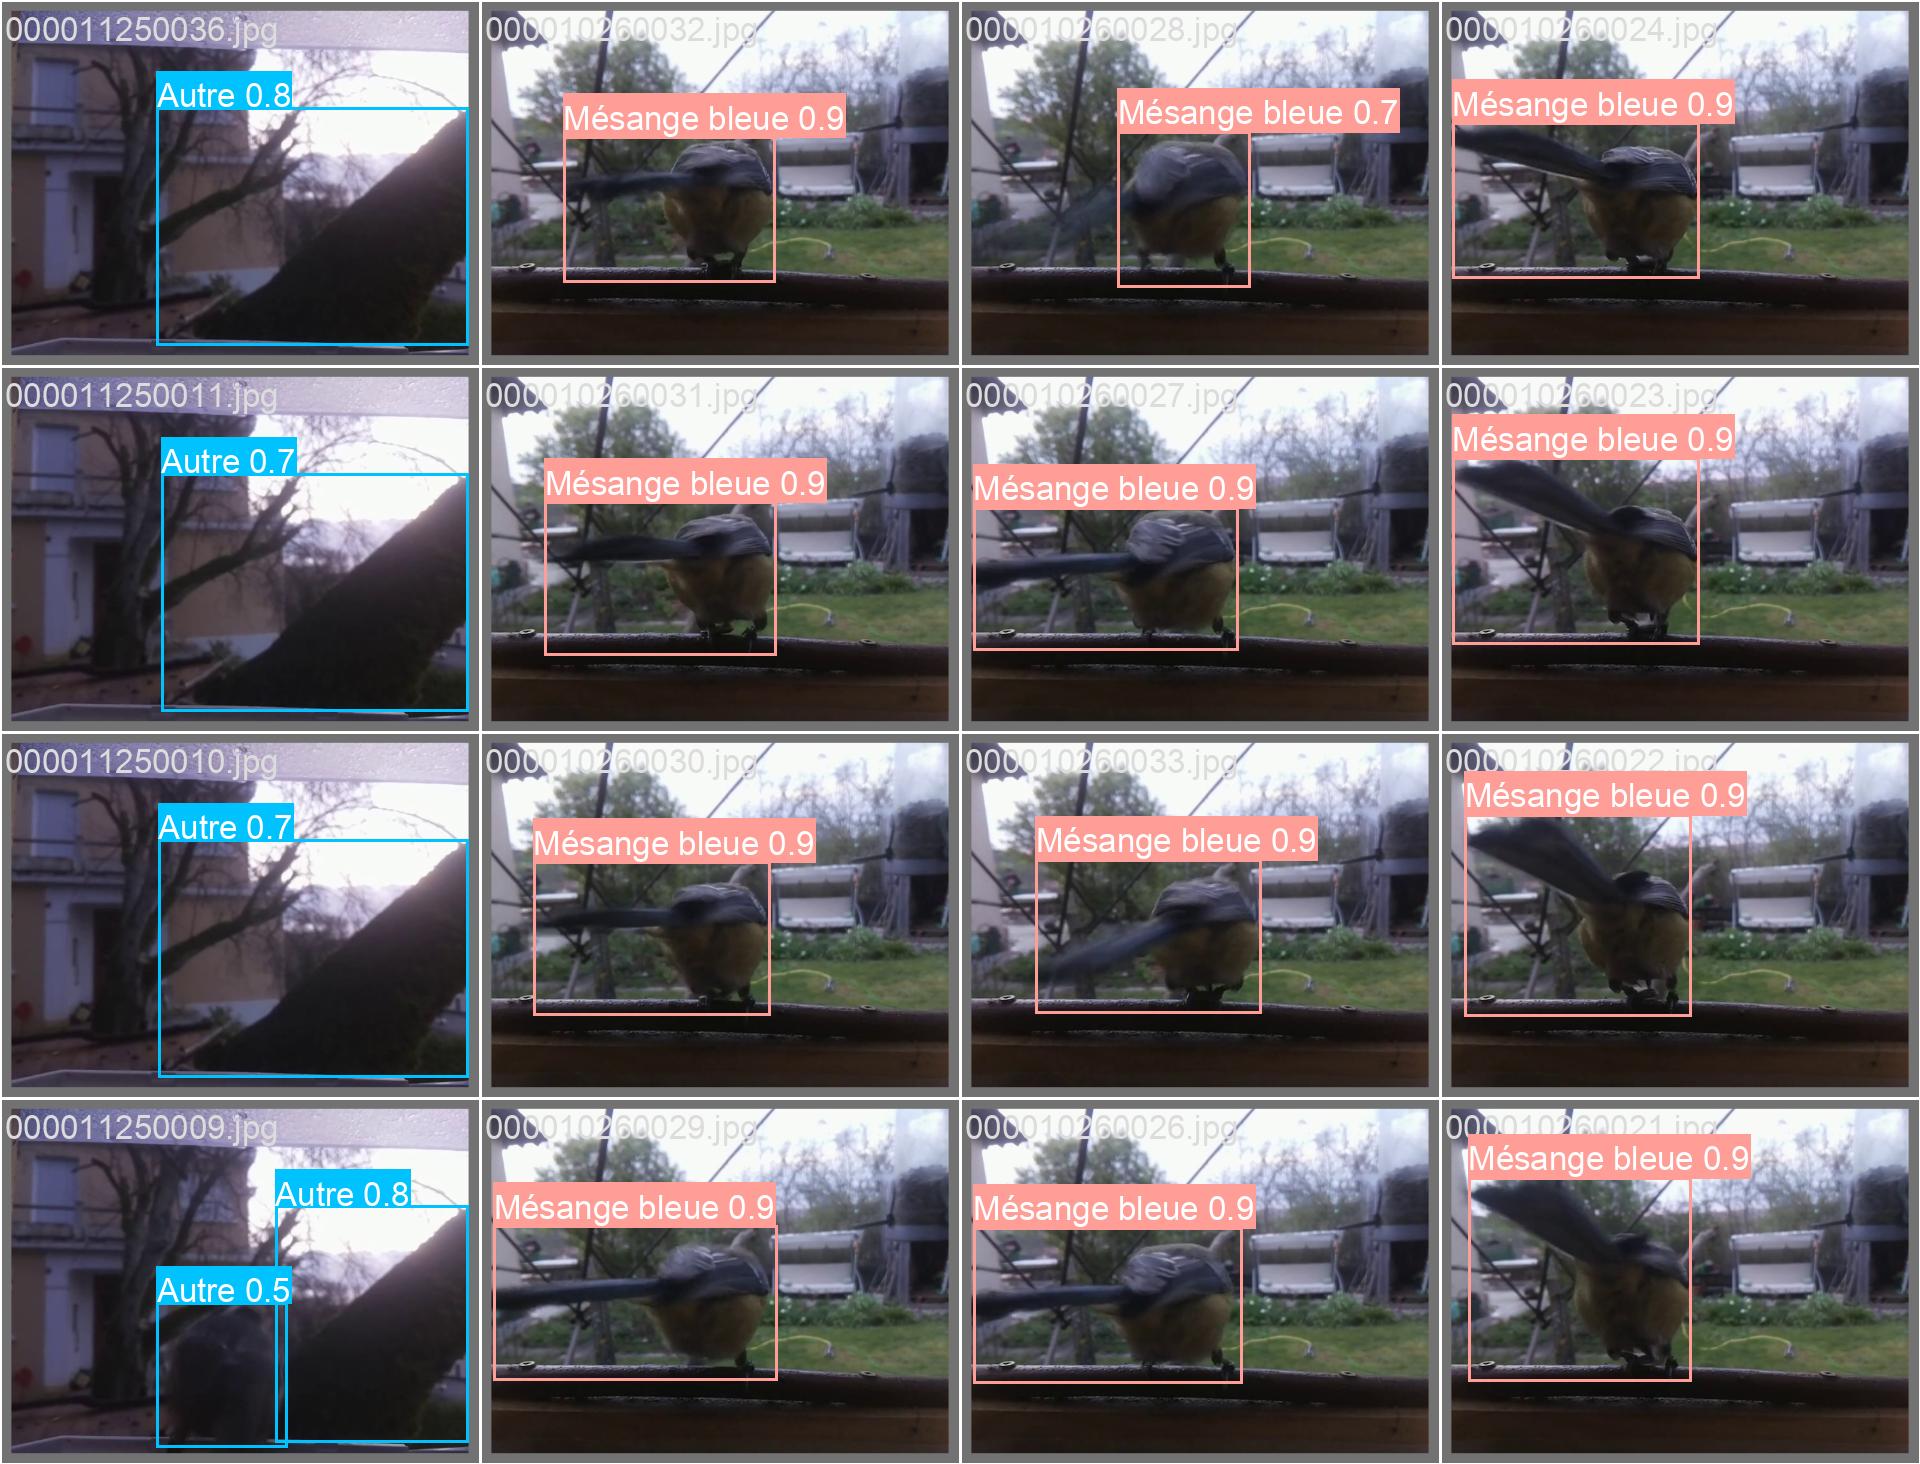 000011250036.jpg
Autre 0.8
000010260032.jpg
Mésange bleue 0.9
000010260028.jpg
Mésange bleue 0.7
000010260024.jpg
Mésange bleue 0.9
000011250011.jpg
Autre 0.7
000010260031.jpg
Mésange bleue 0.9
000010260027.jpg
Mésange bleue 0.9
000010260023.jpg
Mésange bleue 0.9
000011250010.jpg
Autre 0.7
000010260030.jpg
Mésange bleue 0.9
000010260033.jpg
Mésange bleue 0.9
000010260022.jpg
Mésange bleue 0.9
000011250009.jpg
Autre 0.8
Autre 0.5
000010260029.jpg
Mésange bleue 0.9
000010260026.jpg
Mésange bleue 0.9
000010260021.jpg
Mésange bleue 0.9